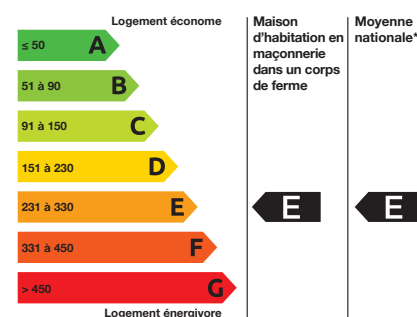 Logement économe
≤ 50 A
51 à 90 B
91 à 150 C
151 à 230 D
231 à 330 E
331 à 450 F
> 450 G
Logement énergivore
Maison
d'habitation en
maçonnerie
dans un corps
de ferme
E
Moyenne
nationale*
E